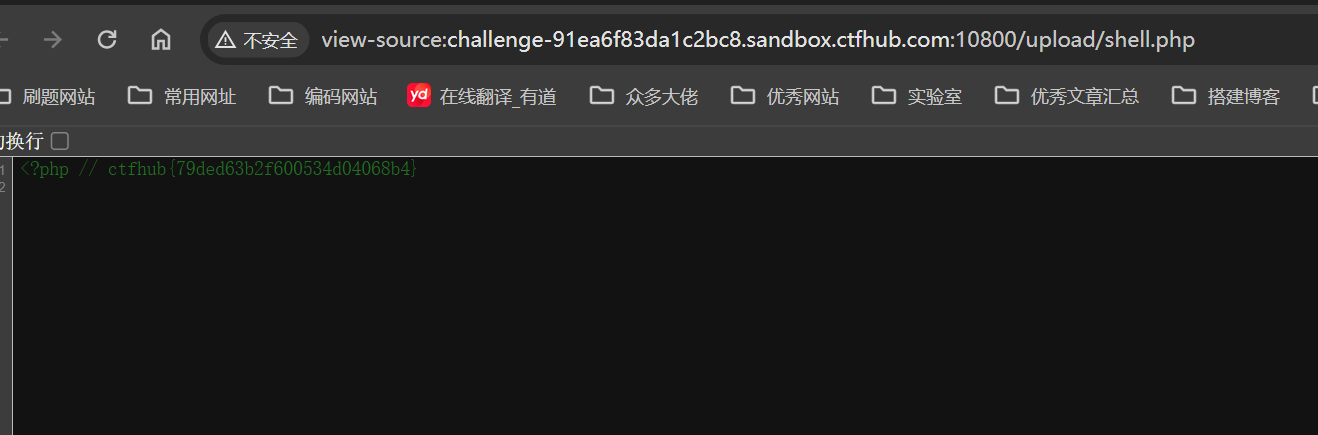 不安全 view-source:challenge-91ea6f83da1c2bc8.sandbox.ctfhub.com:10800/upload/shell.php
刷题网站 常用网址 编码网站 yd 在线翻译_有道 众多大佬 优秀网站 实验室 优秀文章汇总 搭建博客
换行
1 <?php // ctfhub{79ded63b2f600534d04068b4}
2